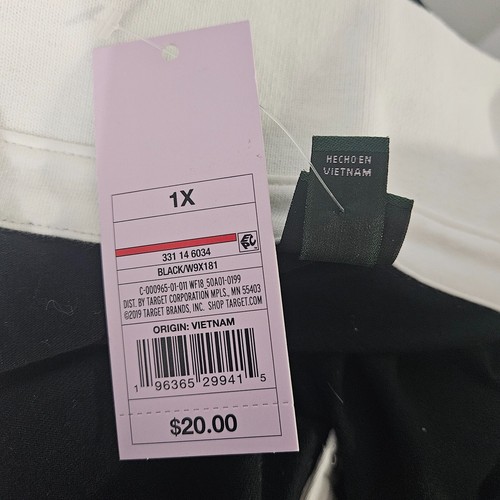 1X
331 14 6034
BLACK/W9X181
C-000965-01-011 WF18_50A01-0199
DIST. BY TARGET CORPORATION MPLS., MN 55403
©2019 TARGET BRANDS, INC. SHOP TARGET.COM
ORIGIN: VIETNAM
1 96365 29941 5
$20.00
HECHO EN
VIETNAM